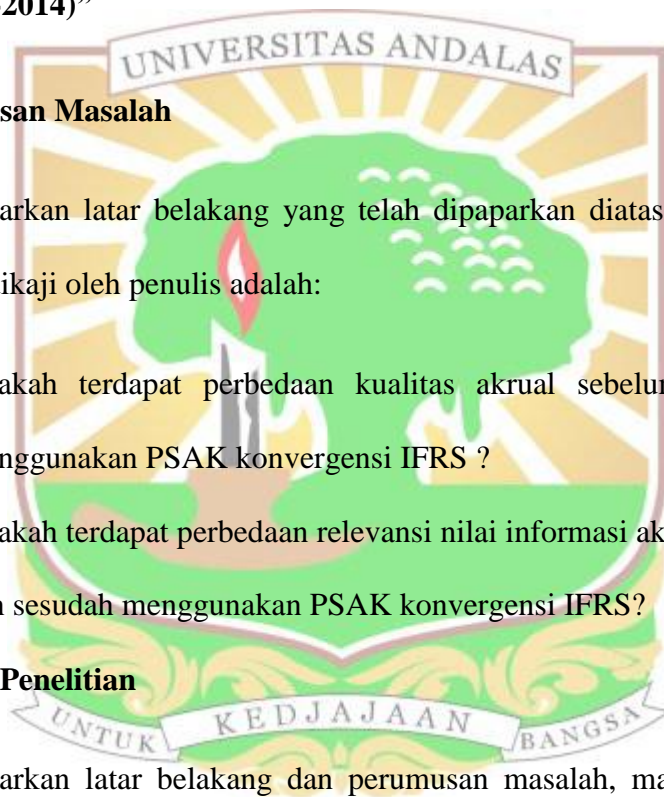 2014)”
UNIVERSITAS ANDALAS
san Masalah
arkan latar belakang yang telah dipaparkan diatas
ikaji oleh penulis adalah:
akah terdapat perbedaan kualitas akrual sebelu
nggunakan PSAK konvergensi IFRS ?
akah terdapat perbedaan relevansi nilai informasi ak
n sesudah menggunakan PSAK konvergensi IFRS?
Penelitian
UNTUK KEDJAJAAN BANGSA
arkan latar belakang dan perumusan masalah, ma